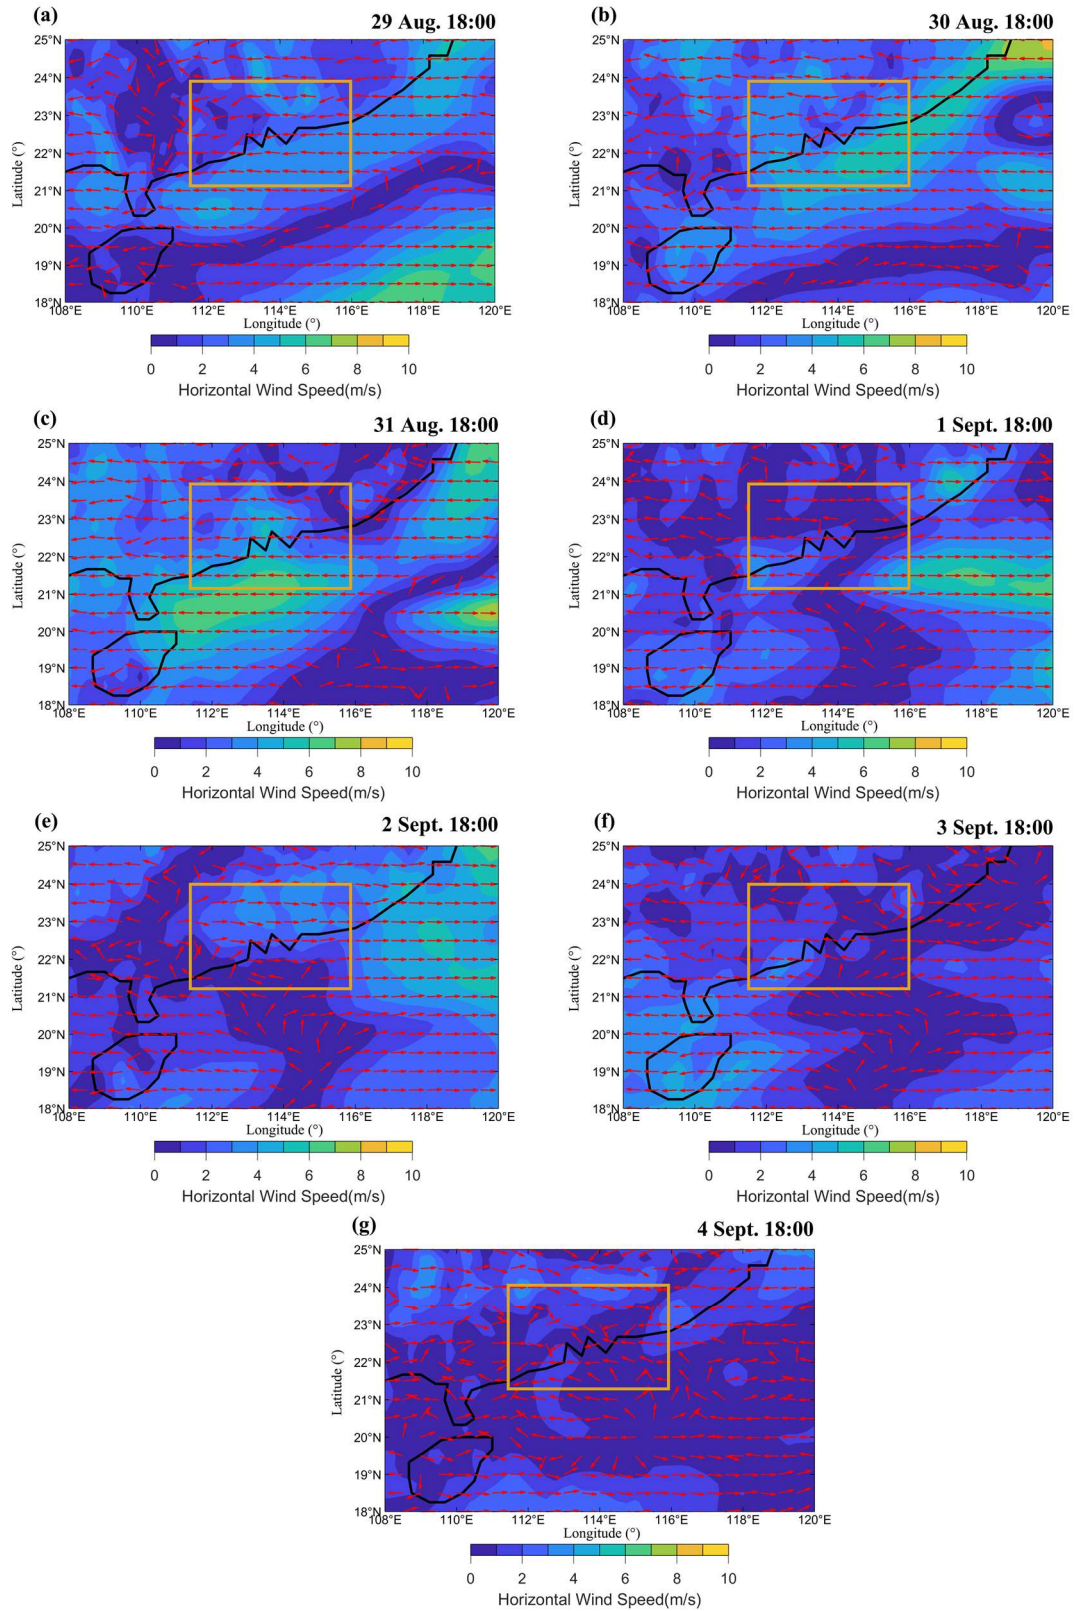 (a) 29 Aug. 18:00
25°N
24°N
23°N
22°N
21°N
20°N
19°N
18°N
Latitude (°)
108°E 110°E 112°E 114°E 116°E 118°E 120°E
Longitude (°)
0 2 4 6 8 10
Horizontal Wind Speed(m/s)
(b) 30 Aug. 18:00
25°N
24°N
23°N
22°N
21°N
20°N
19°N
18°N
Latitude (°)
108°E 110°E 112°E 114°E 116°E 118°E 120°E
Longitude (°)
0 2 4 6 8 10
Horizontal Wind Speed(m/s)
(c) 31 Aug. 18:00
25°N
24°N
23°N
22°N
21°N
20°N
19°N
18°N
Latitude (°)
108°E 110°E 112°E 114°E 116°E 118°E 120°E
Longitude (°)
0 2 4 6 8 10
Horizontal Wind Speed(m/s)
(d) 1 Sept. 18:00
25°N
24°N
23°N
22°N
21°N
20°N
19°N
18°N
Latitude (°)
108°E 110°E 112°E 114°E 116°E 118°E 120°E
Longitude (°)
0 2 4 6 8 10
Horizontal Wind Speed(m/s)
(e) 2 Sept. 18:00
25°N
24°N
23°N
22°N
21°N
20°N
19°N
18°N
Latitude (°)
108°E 110°E 112°E 114°E 116°E 118°E 120°E
Longitude (°)
0 2 4 6 8 10
Horizontal Wind Speed(m/s)
(f) 3 Sept. 18:00
25°N
24°N
23°N
22°N
21°N
20°N
19°N
18°N
Latitude (°)
108°E 110°E 112°E 114°E 116°E 118°E 120°E
Longitude (°)
0 2 4 6 8 10
Horizontal Wind Speed(m/s)
(g) 4 Sept. 18:00
25°N
24°N
23°N
22°N
21°N
20°N
19°N
18°N
Latitude (°)
108°E 110°E 112°E 114°E 116°E 118°E 120°E
Longitude (°)
0 2 4 6 8 10
Horizontal Wind Speed(m/s)